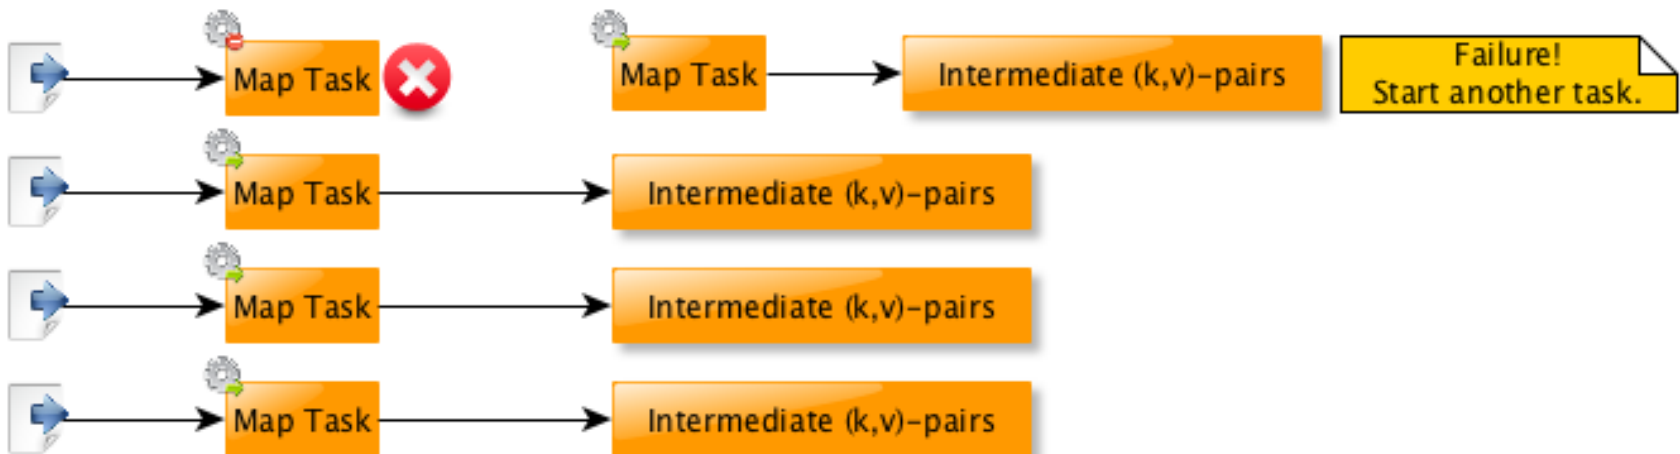 Map Task
Map Task
Intermediate (k,v)-pairs
Failure!
Start another task.
Map Task
Intermediate (k,v)-pairs
Map Task
Intermediate (k,v)-pairs
Map Task
Intermediate (k,v)-pairs